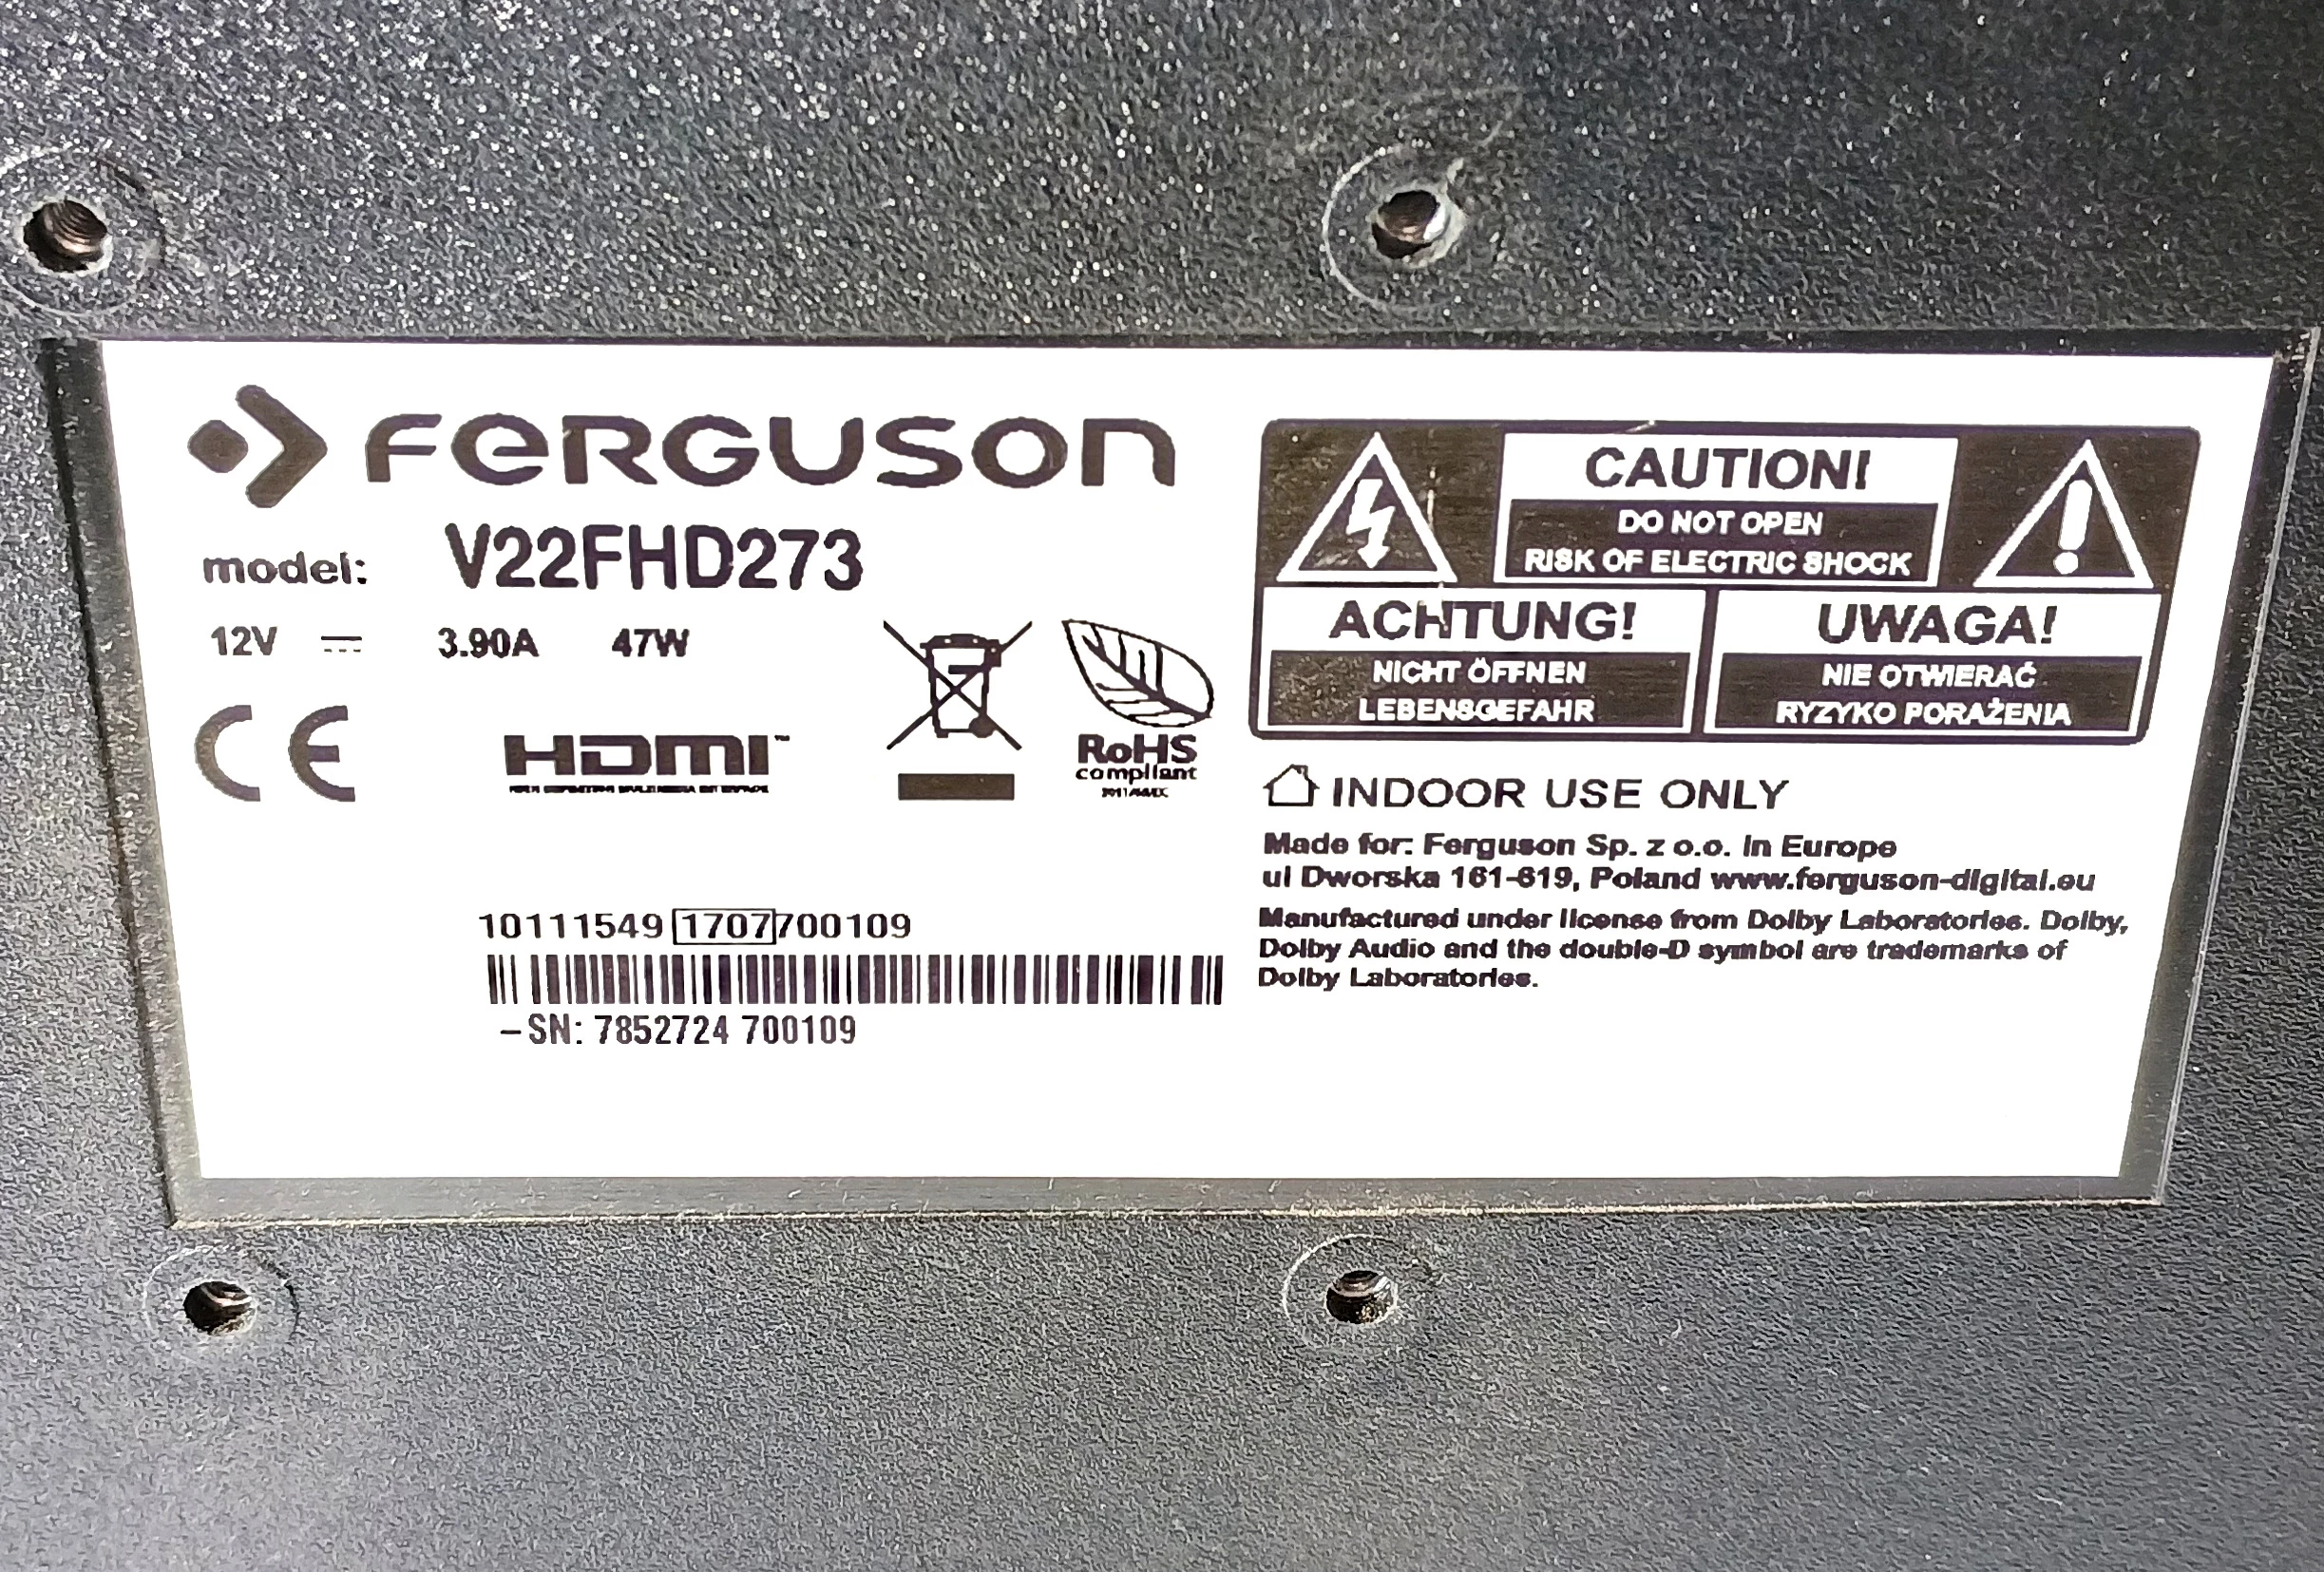 FERGUSON
model: V22FHD273
12V 3.90A 47W
CE
HDMI™
RoHS
compliant
10111549 1707700109
–SN: 7852724 700109
CAUTION!
DO NOT OPEN
RISK OF ELECTRIC SHOCK
ACHTUNG!
NICHT ÖFFNEN
LEBENSGEFAHR
UWAGA!
NIE OTWIERAĆ
RYZYKO PORAŻENIA
INDOOR USE ONLY
Made for: Ferguson Sp. z o.o. in Europe
ul Dworska 161-619, Poland www.ferguson-digital.eu
Manufactured under license from Dolby Laboratories. Dolby,
Dolby Audio and the double-D symbol are trademarks of
Dolby Laboratories.